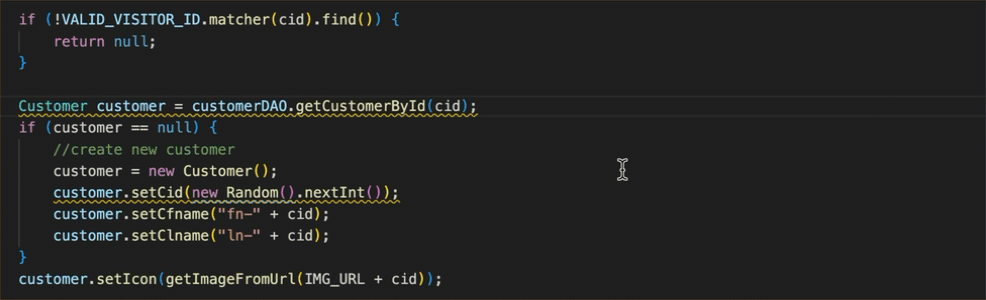 if (!VALID_VISITOR_ID.matcher(cid).find()) {
return null;
}
Customer customer = customerDAO.getCustomerById(cid);
if (customer == null) {
//create new customer
customer = new Customer();
customer.setCid(new Random().nextInt());
customer.setCfname("fn-" + cid);
customer.setClname("ln-" + cid);
}
customer.setIcon(getImageFromUrl(IMG_URL + cid));